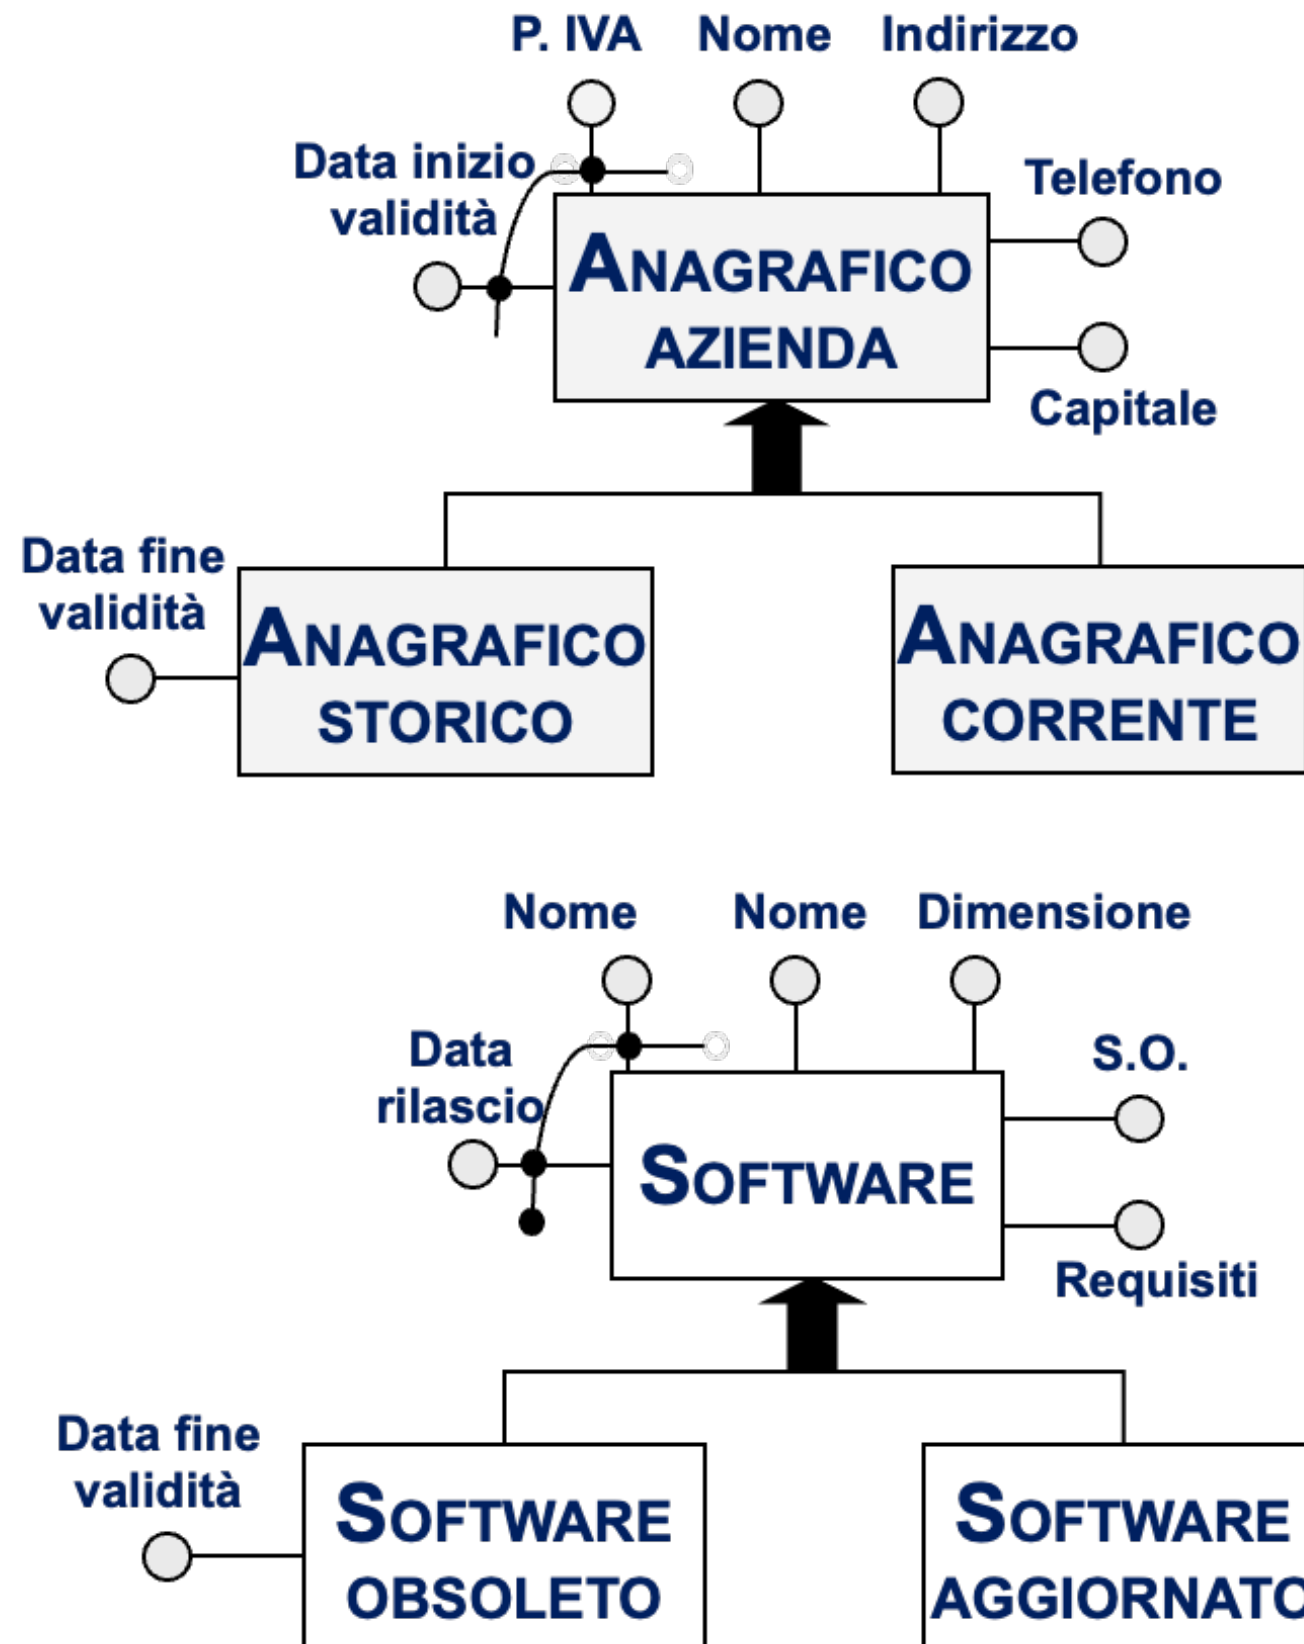 P. IVA Nome Indirizzo
Data inizio
validità
Telefono
ANAGRAFICO
AZIENDA
Capitale
Data fine
validità
ANAGRAFICO
STORICO
ANAGRAFICO
CORRENTE
Nome Nome Dimensione
Data
rilascio
S.O.
SOFTWARE
Requisiti
Data fine
validità
SOFTWARE
OBSOLETO
SOFTWARE
AGGIORNATO